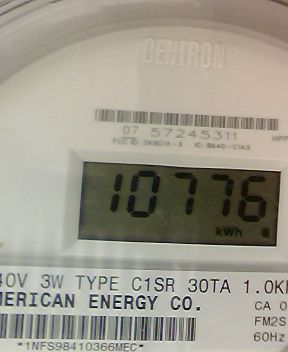 CENTRON®
07 57245311
10776
kWh
40V 3W TYPE C1SR 30TA 1.0K
MERICAN ENERGY CO.
CA 0
FM2S
60Hz
*1NFS98410366MEC*